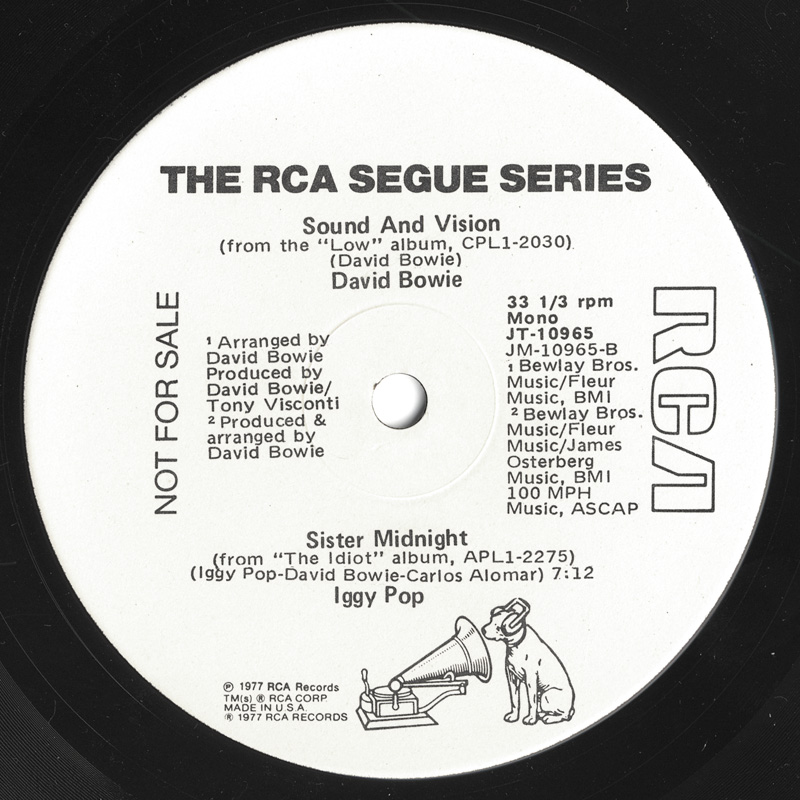 THE RCA SEGUE SERIES
Sound And Vision
(from the "Low" album, CPL1-2030)
(David Bowie)
David Bowie
NOT FOR SALE
¹ Arranged by
David Bowie
Produced by
David Bowie/
Tony Visconti
² Produced &
arranged by
David Bowie
33 1/3 rpm
Mono
JT-10965
JM-10965-B
¹ Bewlay Bros.
Music/Fleur
Music, BMI
² Bewlay Bros.
Music/Fleur
Music/James
Osterberg
Music, BMI
100 MPH
Music, ASCAP
RCA
Sister Midnight
(from "The Idiot" album, APL1-2275)
(Iggy Pop-David Bowie-Carlos Alomar) 7:12
Iggy Pop
℗ 1977 RCA Records
TM(s) ® RCA CORP.
MADE IN U.S.A.
® 1977 RCA RECORDS